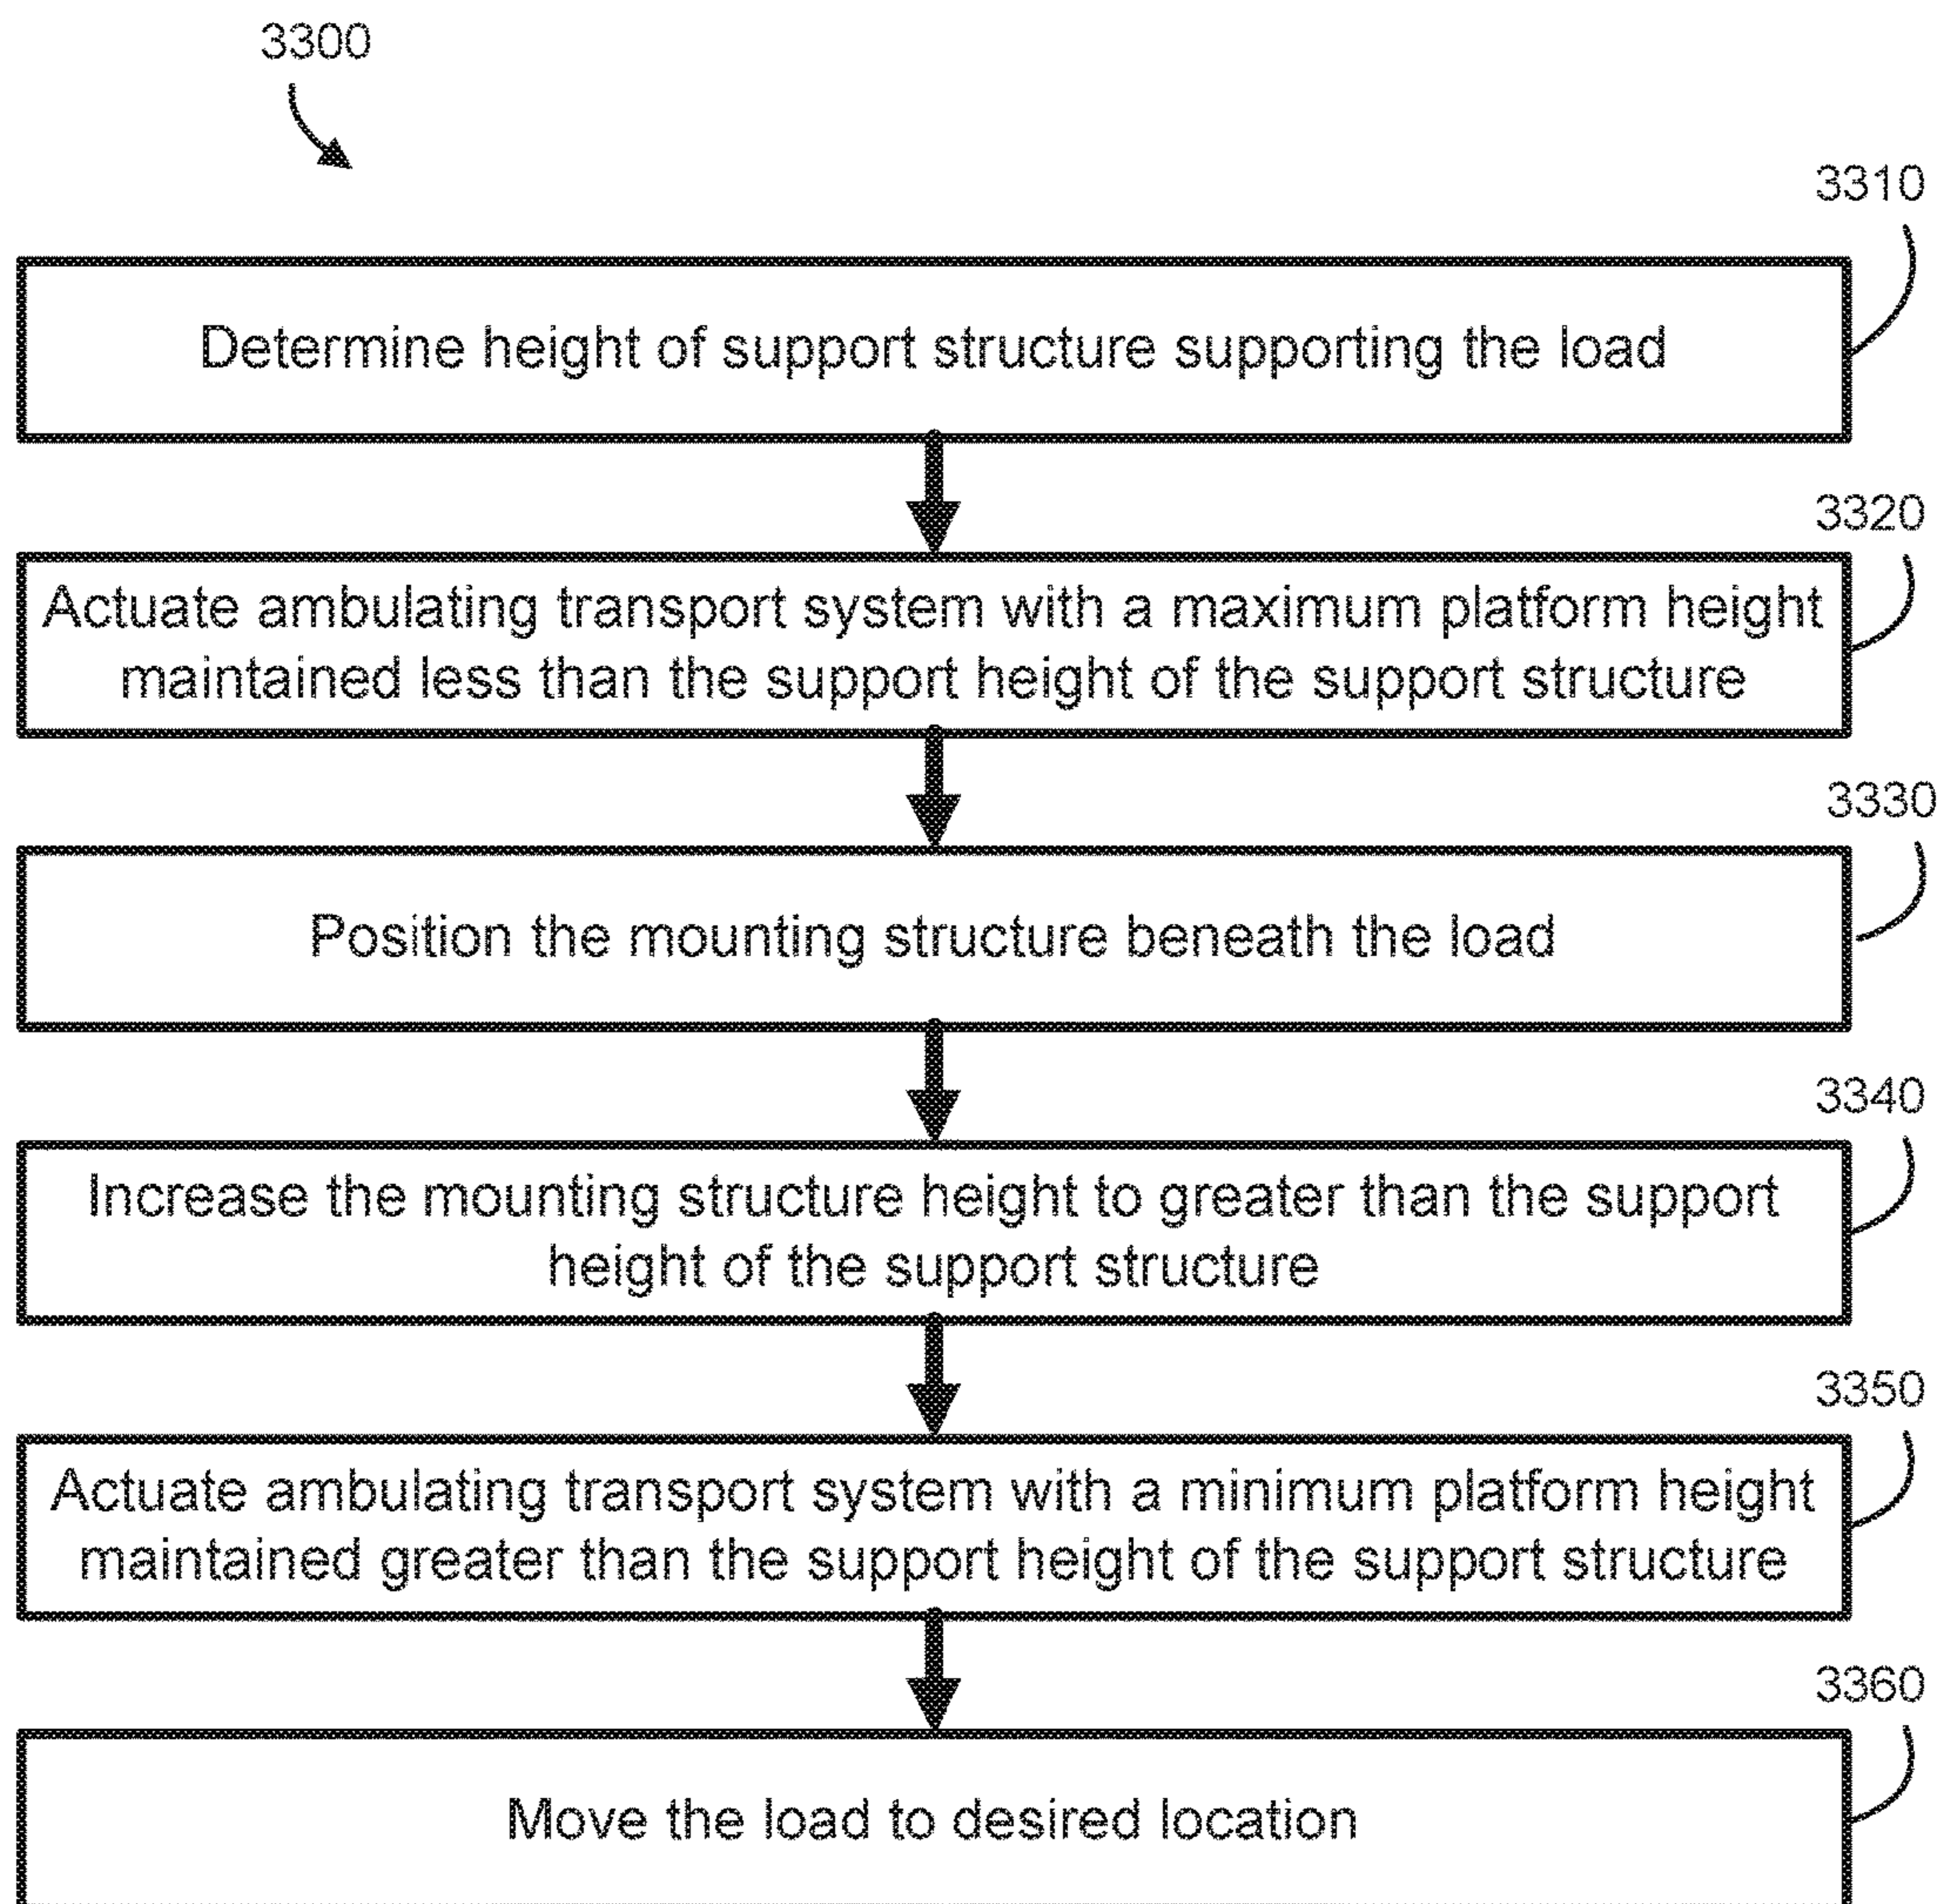 3300
3310
Determine height of support structure supporting the load
3320
Actuate ambulating transport system with a maximum platform height
maintained less than the support height of the support structure
3330
Position the mounting structure beneath the load
3340
Increase the mounting structure height to greater than the support
height of the support structure
3350
Actuate ambulating transport system with a minimum platform height
maintained greater than the support height of the support structure
3360
Move the load to desired location